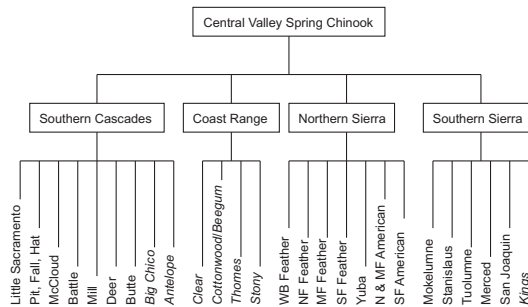 Central Valley Spring Chinook
Southern Cascades
Coast Range
Northern Sierra
Southern Sierra
Little Sacramento
Pit, Fall, Hat
McCloud
Battle
Mill
Deer
Butte
Big Chico
Antelope
Clear
Cottonwood/Beegum
Thomes
Stony
WB Feather
NF Feather
MF Feather
SF Feather
Yuba
N & MF American
SF American
Mokelumne
Stanislaus
Tuolumne
Merced
San Joaquin
Kings